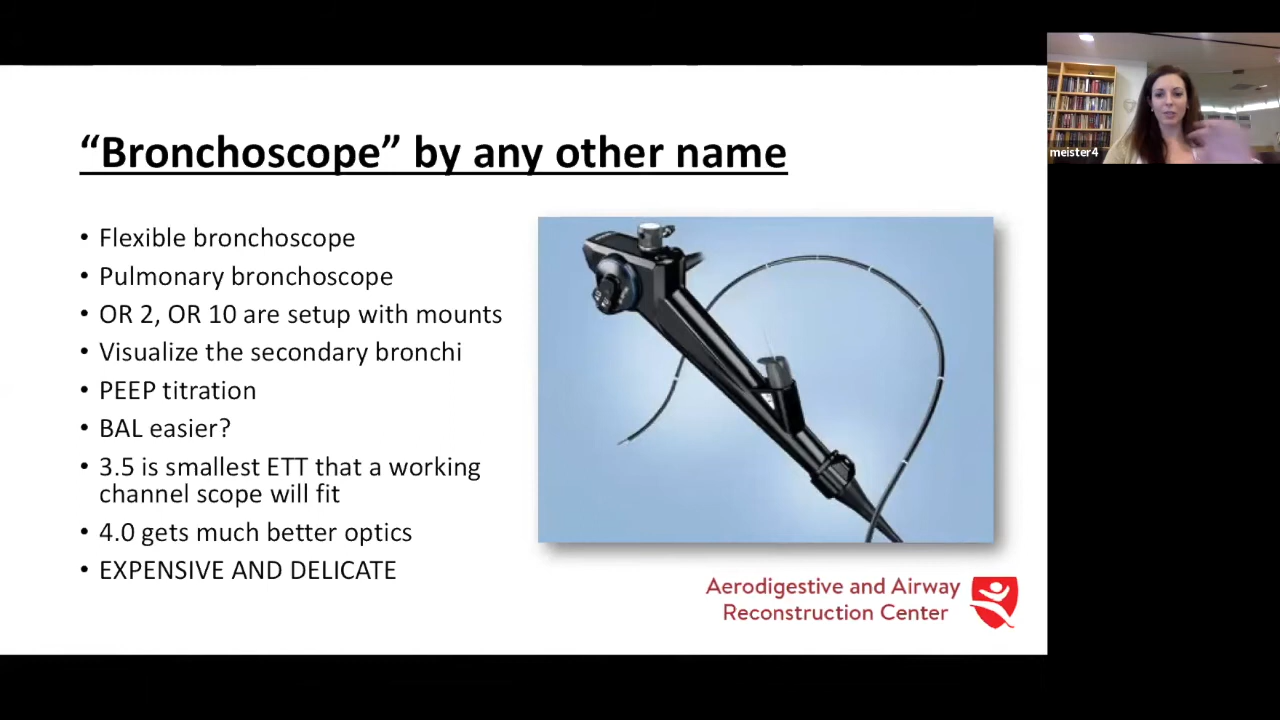 “Bronchoscope” by any other name
• Flexible bronchoscope
• Pulmonary bronchoscope
• OR 2, OR 10 are setup with mounts
• Visualize the secondary bronchi
• PEEP titration
• BAL easier?
• 3.5 is smallest ETT that a working
channel scope will fit
• 4.0 gets much better optics
• EXPENSIVE AND DELICATE
Aerodigestive and Airway
Reconstruction Center
meister4